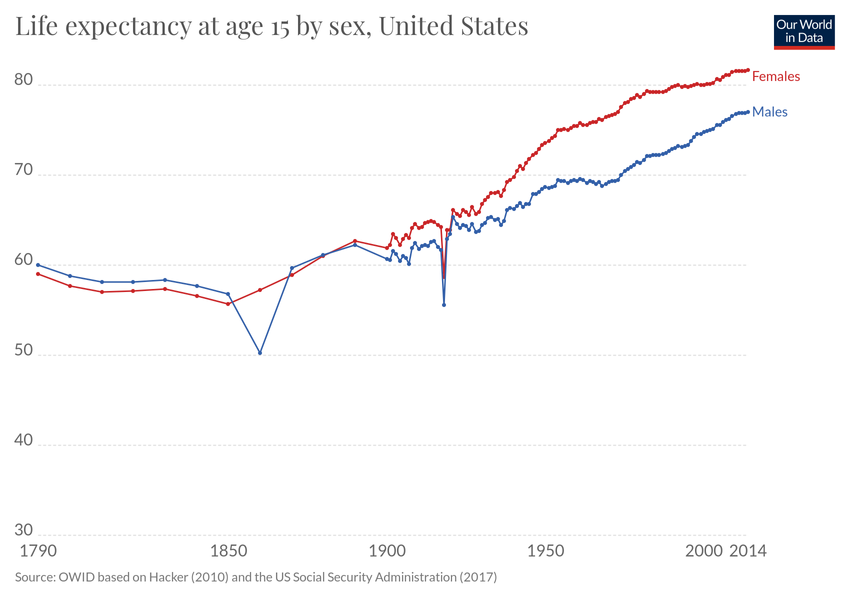 Life expectancy at age 15 by sex, United States
Our World
in Data
80
Females
Males
70
60
50
40
30
1790 1850 1900 1950 2000 2014
Source: OWID based on Hacker (2010) and the US Social Security Administration (2017)